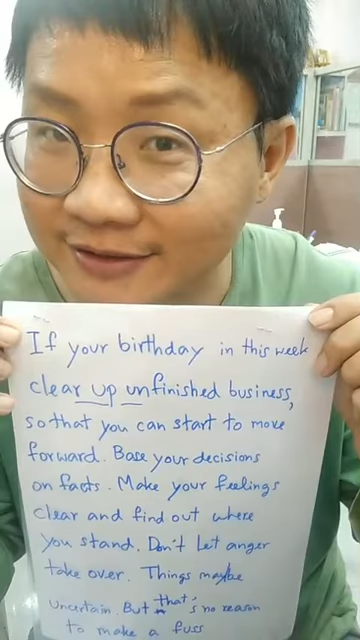 If your birthday in this week
clear up unfinished business,
so that you can start to move
forward. Base your decisions
on facts. Make your feelings
clear and find out where
you stand. Don't let anger
take over. Things maybe
uncertain. But that's no reason
to make a fuss